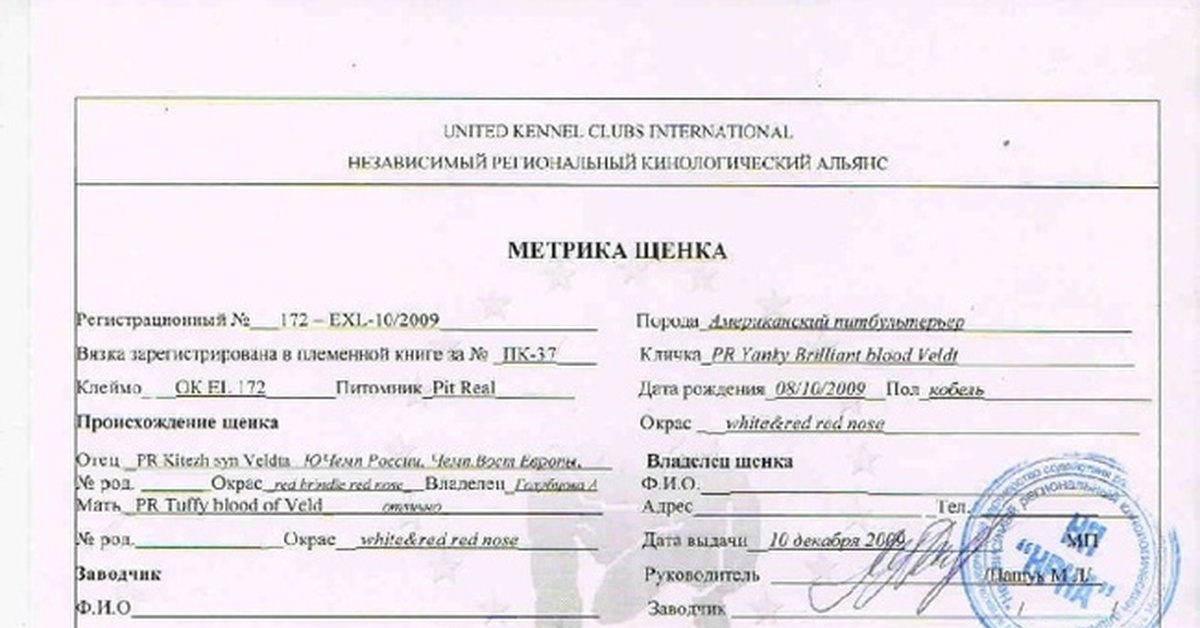 UNITED KENNEL CLUBS INTERNATIONAL
НЕЗАВИСИМЫЙ РЕГИОНАЛЬНЫЙ КИНОЛОГИЧЕСКИЙ АЛЬЯНС
МЕТРИКА ЩЕНКА
Регистрационный № 172 – EXL-10/2009
Вязка зарегистрирована в племенной книге за № ПК-37
Клеймо OK EL 172 Питомник Pit Real
Происхождение щенка
Отец PR Kitezh syn Veldta ЮЧемп России, Чемп.Вост Европы,
№ род. Окрас red brindle red nose Владелец
Мать PR Tuffy blood of Veld отлично
№ род. Окрас white&red red nose
Заводчик
Ф.И.О
Порода Американский питбультерьер
Кличка PR Yanky Brilliant blood Veldt
Дата рождения 08/10/2009 Пол кобель
Окрас white&red red nose
Владелец щенка
Ф.И.О.
Адрес Тел.
Дата выдачи 10 декабря 2009 МП
Руководитель /Пащук М.Л/
Заводчик / /